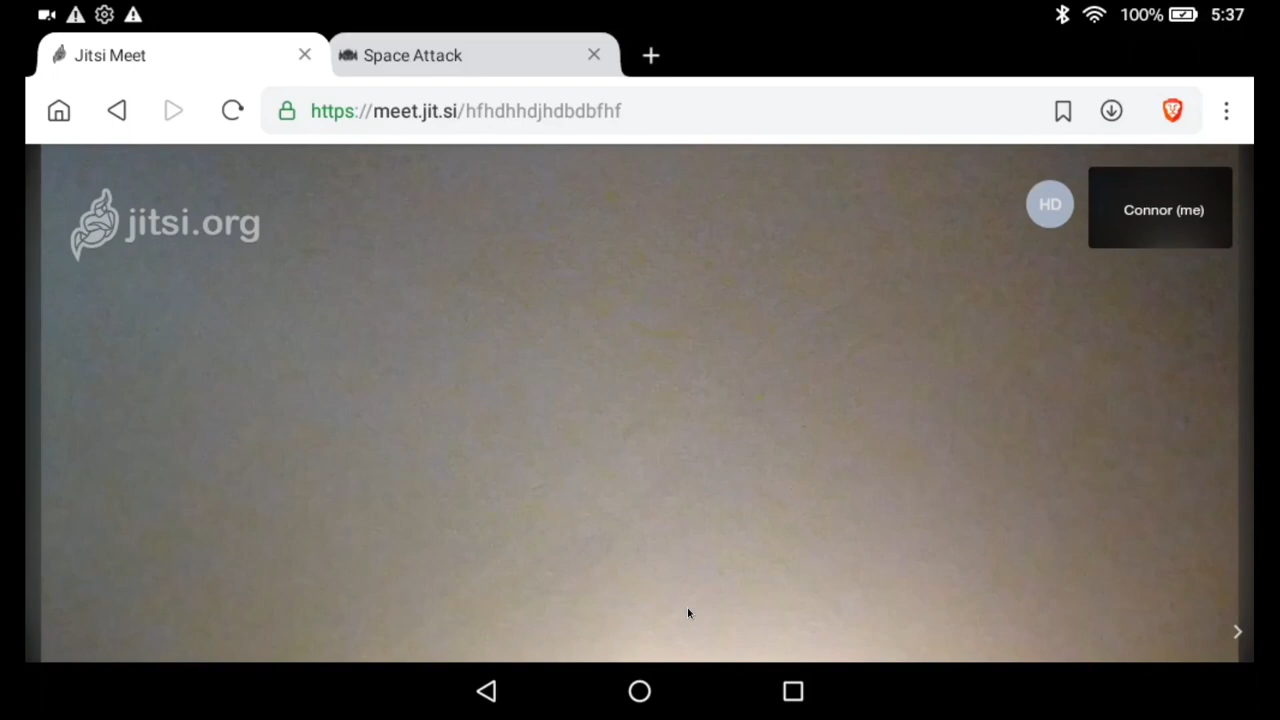 100% 5:37
Jitsi Meet Space Attack
https://meet.jit.si/hfhdhhdjhdbdbfhf
jitsi.org HD Connor (me)